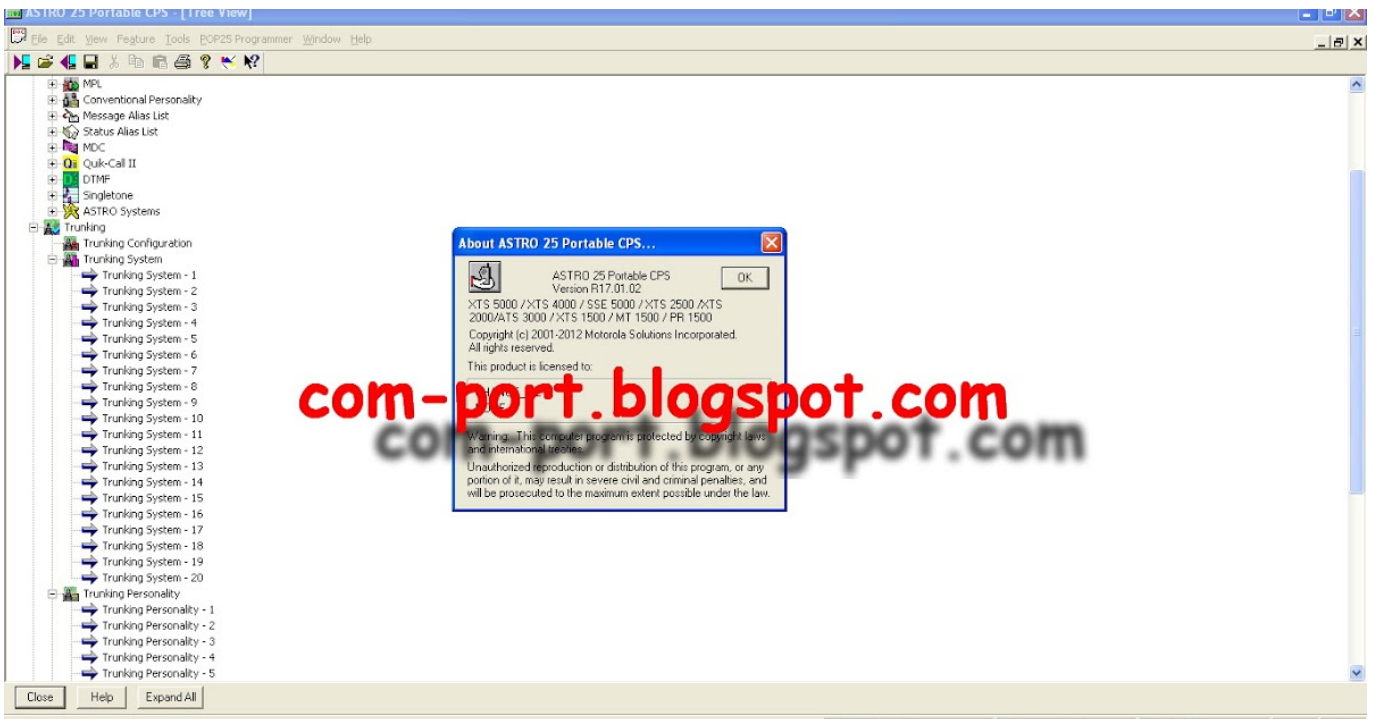 ASTRO 25 Portable CPS - [Tree View]
File Edit View Feature Tools POP25 Programmer Window Help
MPL
Conventional Personality
Message Alias List
Status Alias List
MDC
Quik-Call II
DTMF
Singletone
ASTRO Systems
Trunking
Trunking Configuration
Trunking System
Trunking System - 1
Trunking System - 2
Trunking System - 3
Trunking System - 4
Trunking System - 5
Trunking System - 6
Trunking System - 7
Trunking System - 8
Trunking System - 9
Trunking System - 10
Trunking System - 11
Trunking System - 12
Trunking System - 13
Trunking System - 14
Trunking System - 15
Trunking System - 16
Trunking System - 17
Trunking System - 18
Trunking System - 19
Trunking System - 20
Trunking Personality
Trunking Personality - 1
Trunking Personality - 2
Trunking Personality - 3
Trunking Personality - 4
Trunking Personality - 5
Close Help Expand All
About ASTRO 25 Portable CPS...
ASTRO 25 Portable CPS
OK
Version R17.01.02
XTS 5000 / XTS 4000 / SSE 5000 / XTS 2500 /XTS
2000/ATS 3000 / XTS 1500 / MT 1500 / PR 1500
Copyright (c) 2001-2012 Motorola Solutions Incorporated.
All rights reserved.
This product is licensed to:
Warning: This computer program is protected by copyright laws
and international treaties.
Unauthorized reproduction or distribution of this program, or any
portion of it, may result in severe civil and criminal penalties, and
will be prosecuted to the maximum extent possible under the law.
com-port.blogspot.com
com-port.blogspot.com